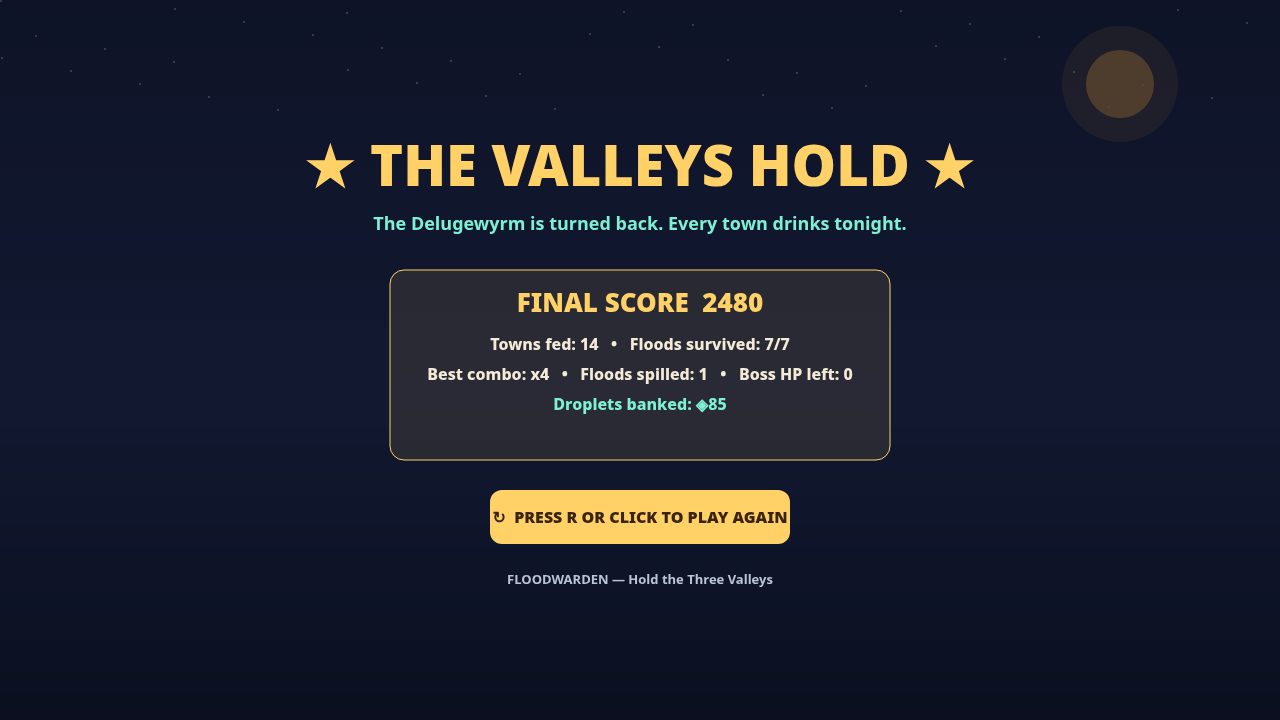 ★ THE VALLEYS HOLD ★
The Delugewyrm is turned back. Every town drinks tonight.
FINAL SCORE 2480
Towns fed: 14 • Floods survived: 7/7
Best combo: x4 • Floods spilled: 1 • Boss HP left: 0
Droplets banked: ◈85
↻ PRESS R OR CLICK TO PLAY AGAIN
FLOODWARDEN — Hold the Three Valleys